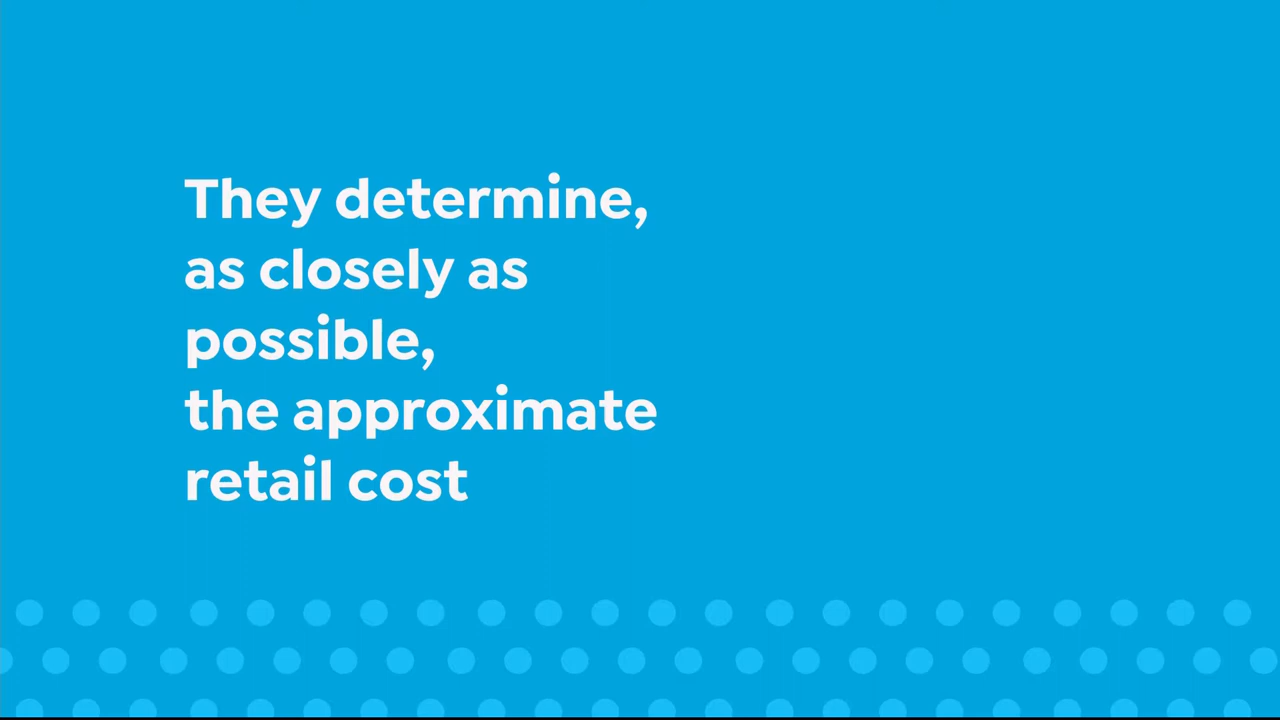 They determine,
as closely as
possible,
the approximate
retail cost